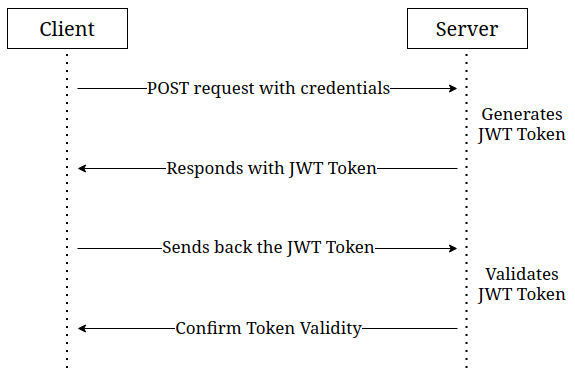 Client
Server
POST request with credentials
Generates
JWT Token
Responds with JWT Token
Sends back the JWT Token
Validates
JWT Token
Confirm Token Validity